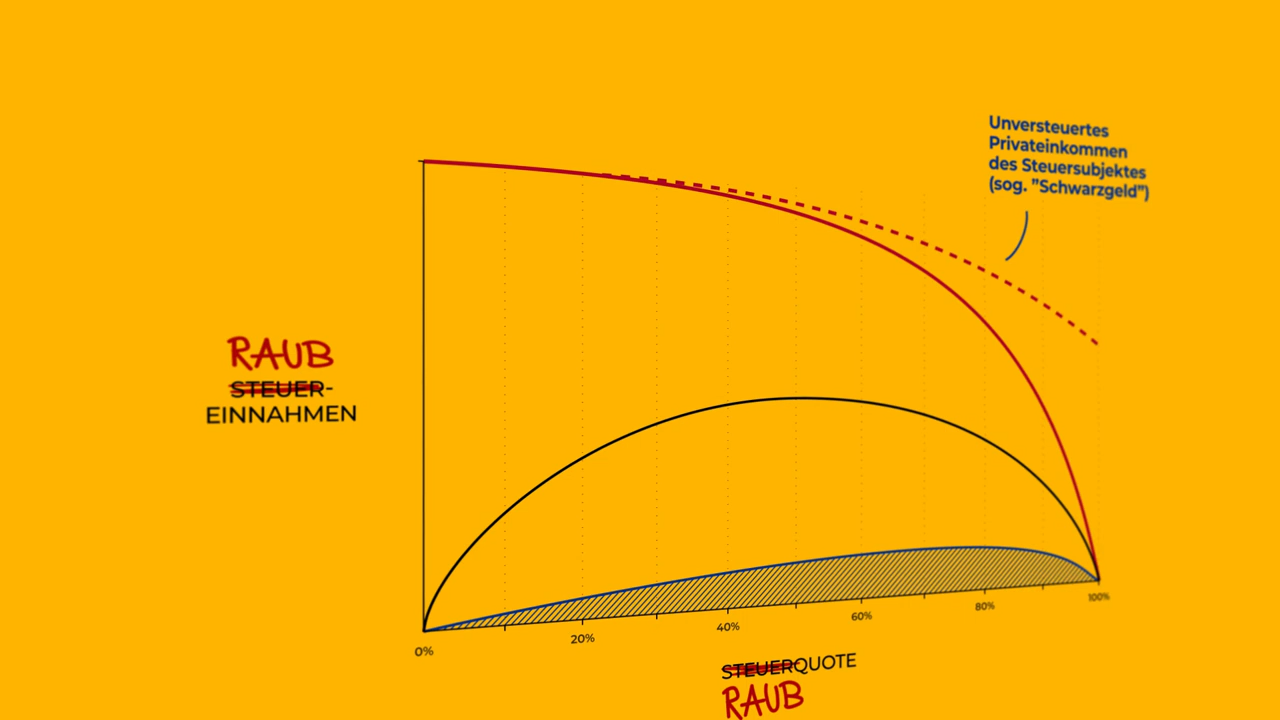 Unversteuertes
Privateinkommen
des Steuersubjektes
(sog. "Schwarzgeld")
RAUB
STEUER-
EINNAHMEN
0%
20%
40%
60%
80%
100%
STEUERQUOTE
RAUB